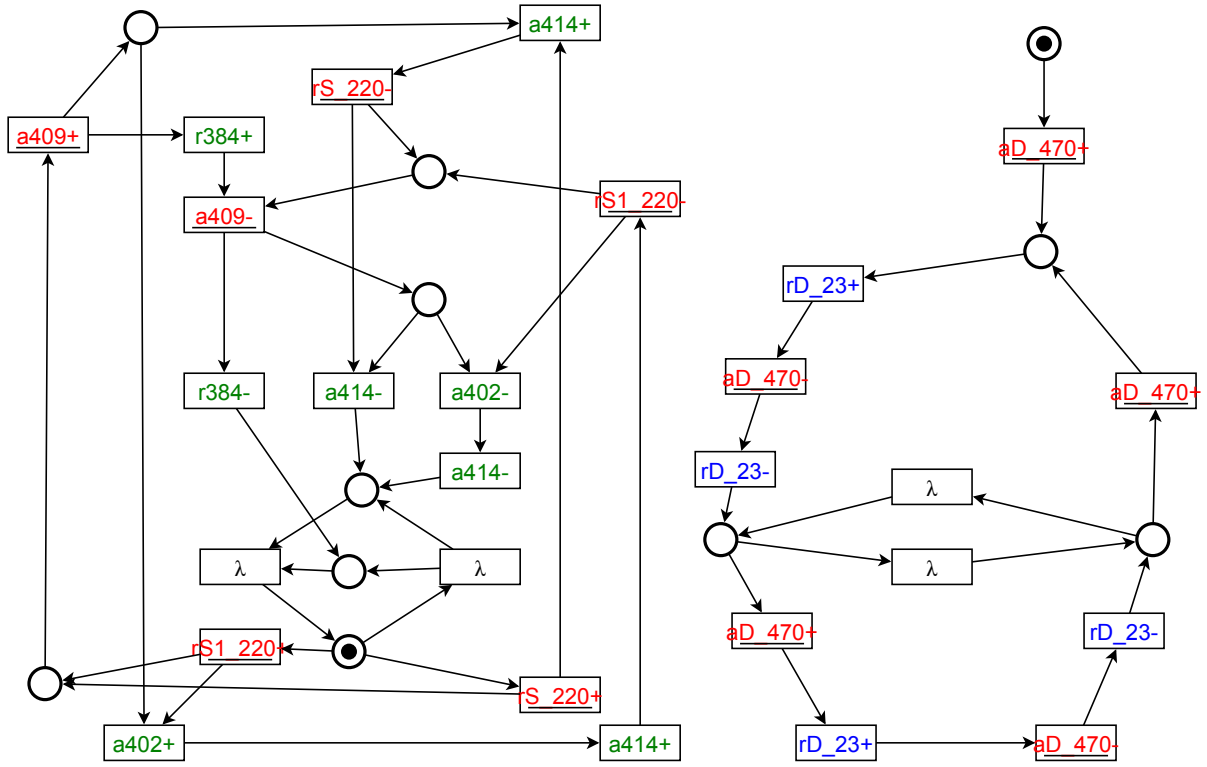 a414+
rS_220-
a409+
r384+
aD_470+
rS1_220-
a409-
rD_23+
aD_470-
r384-
a414-
a402-
aD_470+
rD_23-
a414-
λ
λ
λ
λ
rS1_220+
aD_470+
rD_23-
rS_220+
a402+
a414+
rD_23+
aD_470-